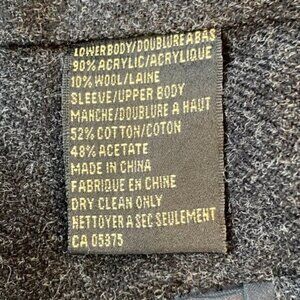 LOWER BODY/DOUBLURE A BAS
90% ACRYLIC/ACRYLIQUE
10% WOOL/LAINE
SLEEVE/UPPER BODY
MANCHE/DOUBLURE A HAUT
52% COTTON/COTON
48% ACETATE
MADE IN CHINA
FABRIQUE EN CHINE
DRY CLEAN ONLY
NETTOYER A SEC SEULEMENT
CA 05375